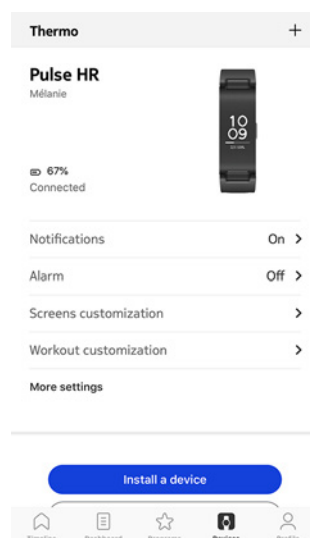 Thermo +
Pulse HR
Mélanie
10
09
67%
Connected
Notifications On
Alarm Off
Screens customization
Workout customization
More settings
Install a device